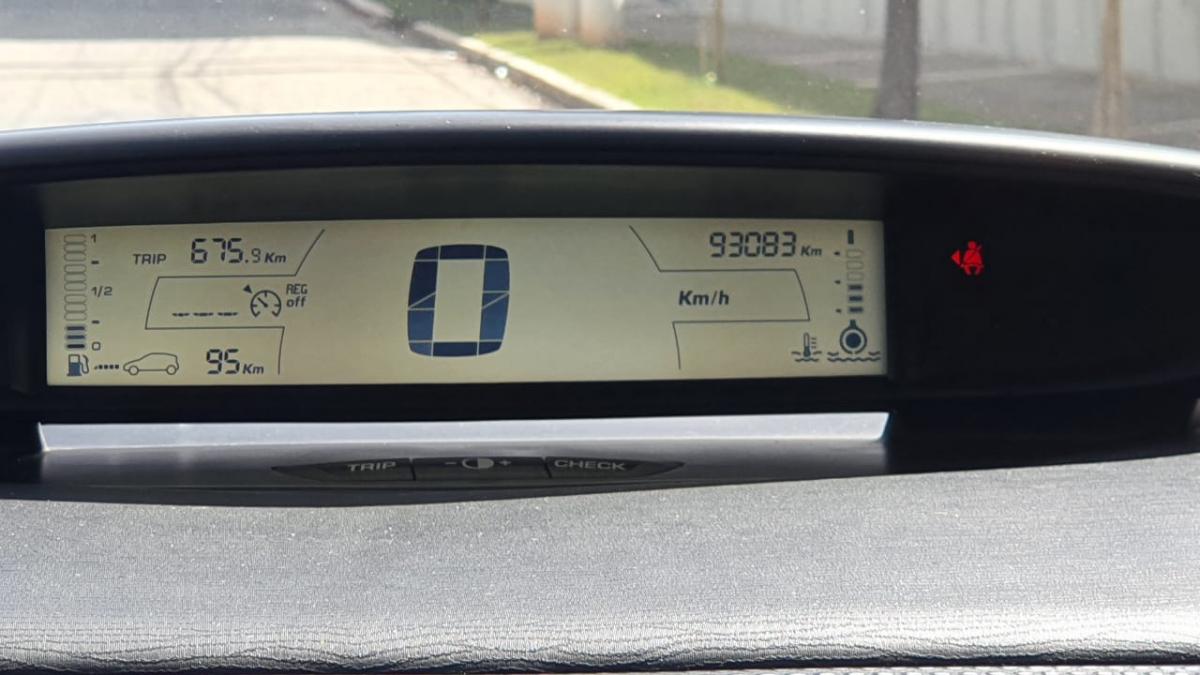 1
TRIP 675.9 Km
93083 Km
1/2
REG
off
---- 
Km/h
0
0
95 Km
TRIP - + CHECK